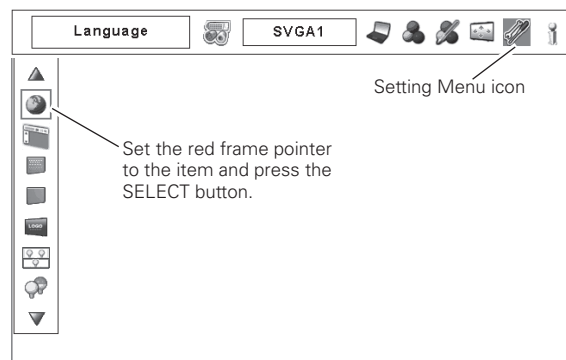 Language
SVGA1
Setting Menu icon
Set the red frame pointer
to the item and press the
SELECT button.
LOGO